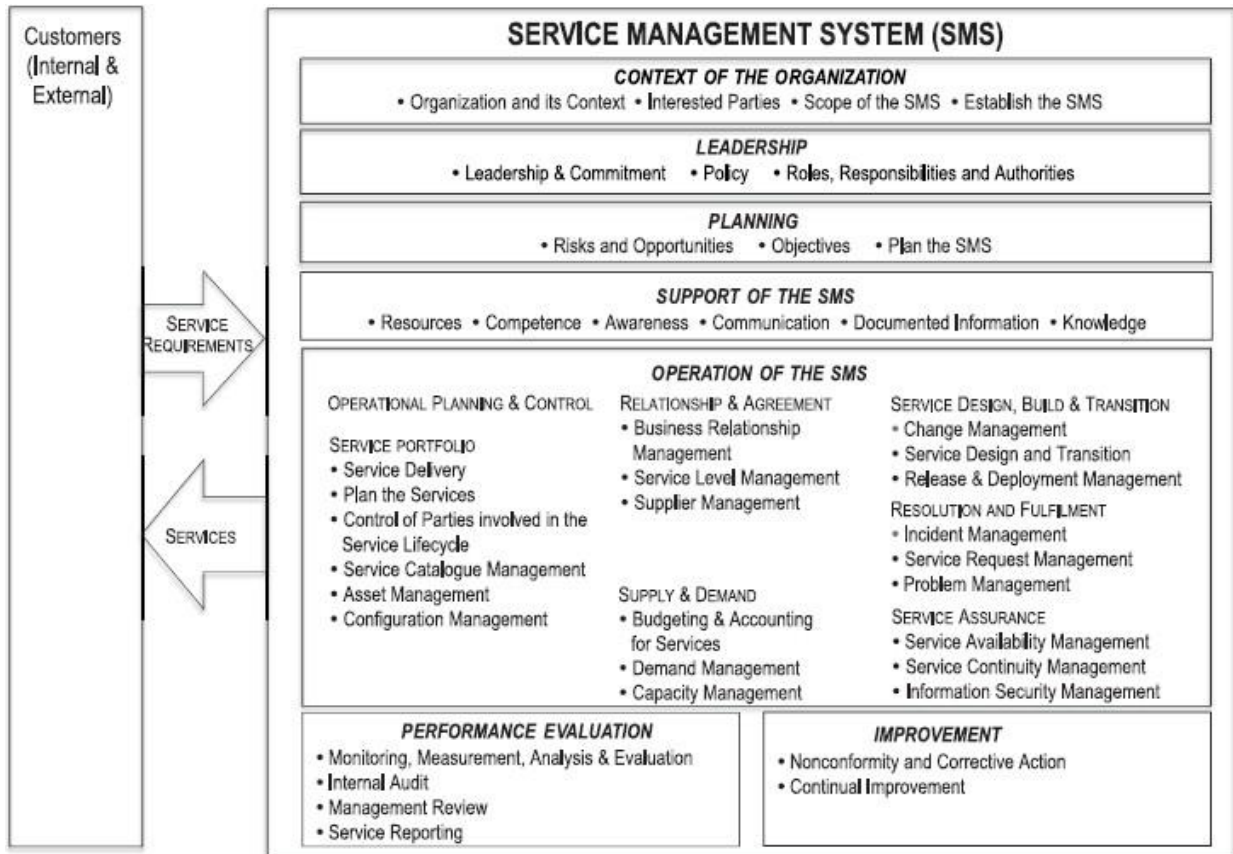 Customers
(Internal &
External)
SERVICE
REQUIREMENTS
SERVICES
SERVICE MANAGEMENT SYSTEM (SMS)
CONTEXT OF THE ORGANIZATION
• Organization and its Context • Interested Parties • Scope of the SMS • Establish the SMS
LEADERSHIP
• Leadership & Commitment • Policy • Roles, Responsibilities and Authorities
PLANNING
• Risks and Opportunities • Objectives • Plan the SMS
SUPPORT OF THE SMS
• Resources • Competence • Awareness • Communication • Documented Information • Knowledge
OPERATION OF THE SMS
OPERATIONAL PLANNING & CONTROL
SERVICE PORTFOLIO
• Service Delivery
• Plan the Services
• Control of Parties involved in the
Service Lifecycle
• Service Catalogue Management
• Asset Management
• Configuration Management
RELATIONSHIP & AGREEMENT
• Business Relationship
Management
• Service Level Management
• Supplier Management
SUPPLY & DEMAND
• Budgeting & Accounting
for Services
• Demand Management
• Capacity Management
SERVICE DESIGN, BUILD & TRANSITION
• Change Management
• Service Design and Transition
• Release & Deployment Management
RESOLUTION AND FULFILMENT
• Incident Management
• Service Request Management
• Problem Management
SERVICE ASSURANCE
• Service Availability Management
• Service Continuity Management
• Information Security Management
PERFORMANCE EVALUATION
• Monitoring, Measurement, Analysis & Evaluation
• Internal Audit
• Management Review
• Service Reporting
IMPROVEMENT
• Nonconformity and Corrective Action
• Continual Improvement